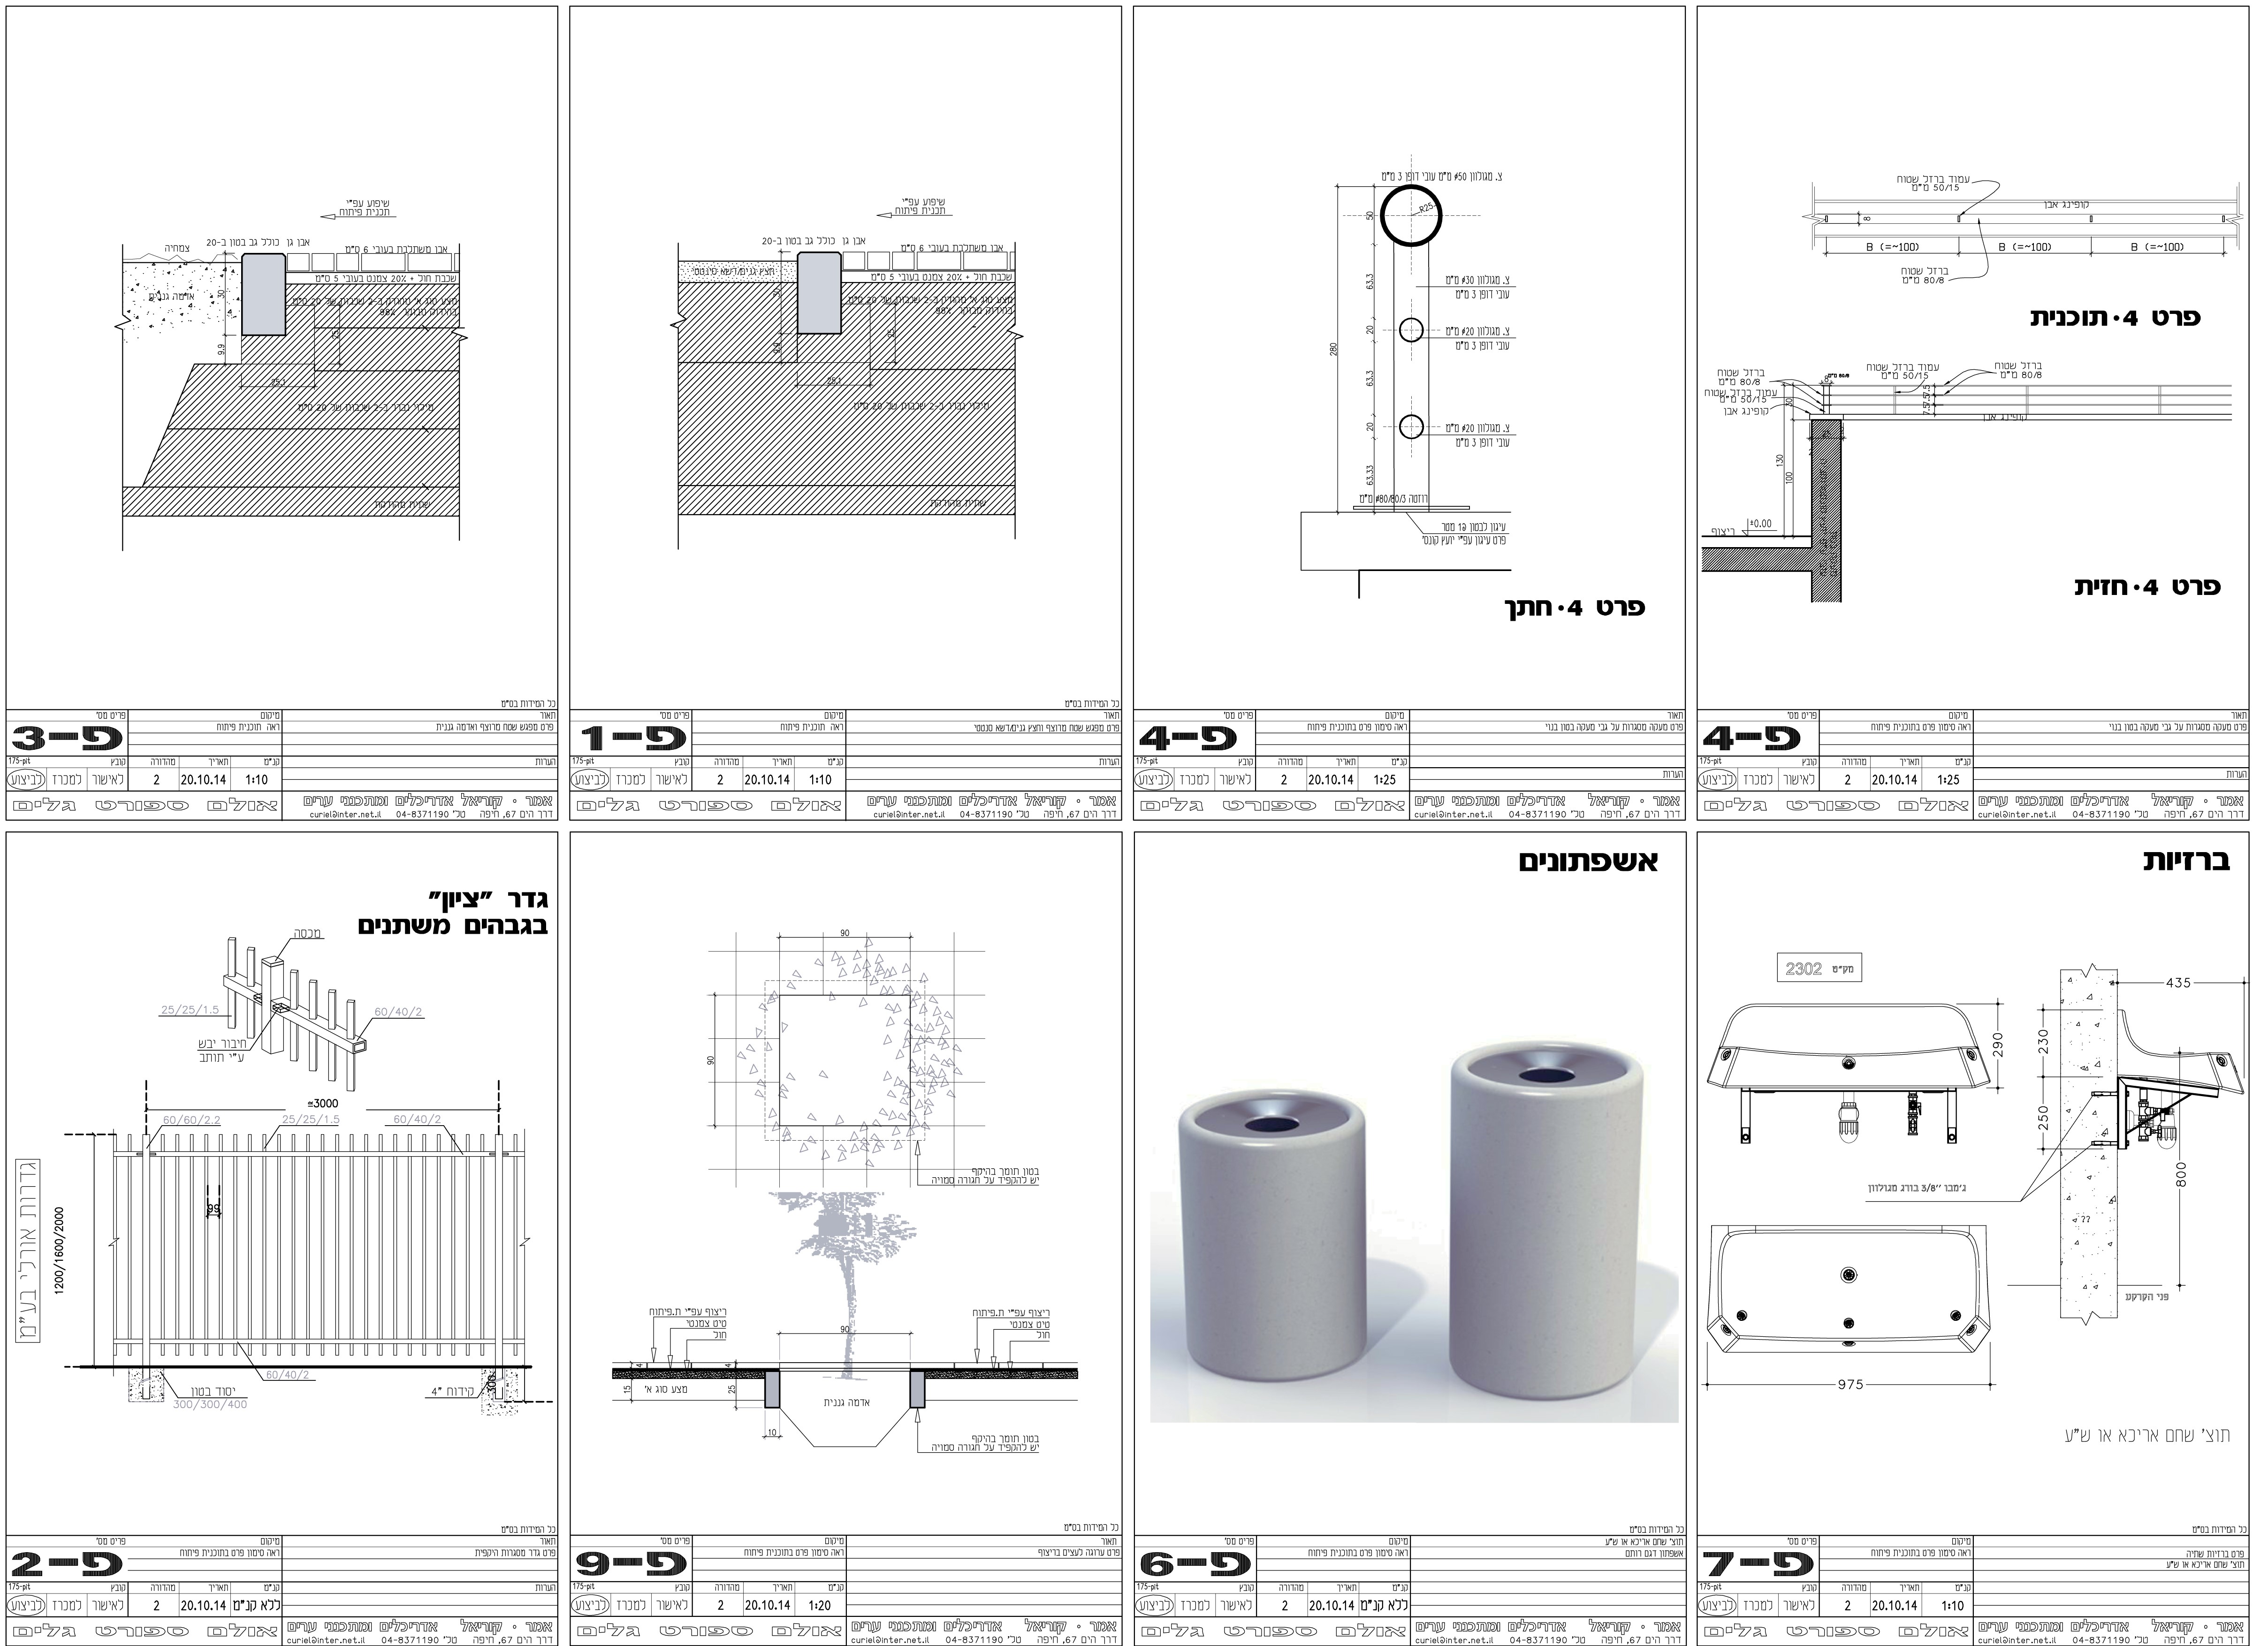 שיפוע עפ"י
תכנית פיתוח
צמחיה
אבן גן כולל גב בטון ב-20
אבן משתלבת בעובי 6 ס"מ
שכבת חול + 20% צמנט בעובי 5 ס"מ
אדמה גננית
30
מצע סוג א' מהודק ב-2 שכבות של 20 ס"מ
בהידוק מבוקר 98%
25
9.9
25.1
מילוי נברר ב-2 שכבות של 20 ס"מ
שתית מהודקת
כל המידות בס"מ
תאור
מיקום
פריט מס'
פרט מפגש שטח מרוצף ואדמה גננית
ראה תוכנית פיתוח
פ-3
הערות
קנ"מ
תאריך
מהדורה
קובץ
175-pit
1:10
20.10.14
2
לאישור
למכרז
לביצוע
אמר • קוריאל אדריכלים ומתכנני ערים
דרך הים 67, חיפה טל' 04-8371190 curiel@inter.net.il
אולם ספורט גלים
שיפוע עפ"י
תכנית פיתוח
אבן גן כולל גב בטון ב-20
אבן משתלבת בעובי 6 ס"מ
חצץ גננים/דשא סינטטי
שכבת חול + 20% צמנט בעובי 5 ס"מ
30
מצע סוג א' מהודק ב-2 שכבות של 20 ס"מ
בהידוק מבוקר 98%
25
9.9
25.1
מילוי נברר ב-2 שכבות של 20 ס"מ
שתית מהודקת
כל המידות בס"מ
תאור
מיקום
פריט מס'
פרט מפגש שטח מרוצף וחצץ גננים/דשא סנטטי
ראה תוכנית פיתוח
פ-1
הערות
קנ"מ
תאריך
מהדורה
קובץ
175-pit
1:10
20.10.14
2
לאישור
למכרז
לביצוע
אמר • קוריאל אדריכלים ומתכנני ערים
דרך הים 67, חיפה טל' 04-8371190 curiel@inter.net.il
אולם ספורט גלים
צ. מגולוון ø50 מ"מ עובי דופן 3 מ"מ
R25
50
63.3
צ. מגולוון ø30 מ"מ
עובי דופן 3 מ"מ
280
20
צ. מגולוון ø20 מ"מ
עובי דופן 3 מ"מ
63.3
20
צ. מגולוון ø20 מ"מ
עובי דופן 3 מ"מ
63.33
רוזטה ø80/80/3 מ"מ
עיגון לבטון 1@ מטר
פרט עיגון עפ"י יועץ קונס'
פרט 4 • חתך
תאור
מיקום
פריט מס'
פרט מעקה מסגרות על גבי מעקה בטון בנוי
ראה סימון פרט בתוכנית פיתוח
פ-4
הערות
קנ"מ
תאריך
מהדורה
קובץ
175-pit
1:25
20.10.14
2
לאישור
למכרז
לביצוע
אמר • קוריאל אדריכלים ומתכנני ערים
דרך הים 67, חיפה טל' 04-8371190 curiel@inter.net.il
אולם ספורט גלים
עמוד ברזל שטוח
50/15 מ"מ
קופינג אבן
8
B (=~100)
B (=~100)
B (=~100)
ברזל שטוח
80/8 מ"מ
פרט 4 • תוכנית
ברזל שטוח
80/8 מ"מ
עמוד ברזל שטוח
50/15 מ"מ
קופינג אבן
עמוד ברזל שטוח
50/15 מ"מ
ברזל שטוח
80/8 מ"מ
7.5
7.5
7.5
קופינג אבן
30
130
100
±0.00
ריצוף
פרט 4 • חזית
תאור
מיקום
פריט מס'
פרט מעקה מסגרות על גבי מעקה בטון בנוי
ראה סימון פרט בתוכנית פיתוח
פ-4
הערות
קנ"מ
תאריך
מהדורה
קובץ
175-pit
1:25
20.10.14
2
לאישור
למכרז
לביצוע
אמר • קוריאל אדריכלים ומתכנני ערים
דרך הים 67, חיפה טל' 04-8371190 curiel@inter.net.il
אולם ספורט גלים
גדר "ציון"
בגבהים משתנים
מכסה
25/25/1.5
60/40/2
חיבור יבש
ע"י תותב
≅3000
60/60/2.2
25/25/1.5
60/40/2
99
גדרות אורלי בע"מ
1200/1600/2000
60/40/2
יסוד בטון
300/300/400
קידוח 4"
300
כל המידות בס"מ
תאור
מיקום
פריט מס'
פרט גדר מסגרות היקפית
ראה סימון פרט בתוכנית פיתוח
פ-2
הערות
קנ"מ
תאריך
מהדורה
קובץ
175-pit
ללא קנ"מ
20.10.14
2
לאישור
למכרז
לביצוע
אמר • קוריאל אדריכלים ומתכנני ערים
דרך הים 67, חיפה טל' 04-8371190 curiel@inter.net.il
אולם ספורט גלים
90
90
בטון תומך בהיקף
יש להקפיד על חגורה סמויה
ריצוף עפ"י ת.פיתוח
טיט צמנטי
חול
ריצוף עפ"י ת.פיתוח
טיט צמנטי
חול
90
4
4
15
25
מצע סוג א'
אדמה גננית
10
בטון תומך בהיקף
יש להקפיד על חגורה סמויה
כל המידות בס"מ
תאור
מיקום
פריט מס'
פרט ערוגה לעצים בריצוף
ראה סימון פרט בתוכנית פיתוח
פ-9
הערות
קנ"מ
תאריך
מהדורה
קובץ
175-pit
1:20
20.10.14
2
לאישור
למכרז
לביצוע
אמר • קוריאל אדריכלים ומתכנני ערים
דרך הים 67, חיפה טל' 04-8371190 curiel@inter.net.il
אולם ספורט גלים
אשפתונים
כל המידות בס"מ
תוצ' שחם אריכא או ש"ע
מיקום
פריט מס'
אשפתון דגם רותם
ראה סימון פרט בתוכנית פיתוח
פ-6
הערות
קנ"מ
תאריך
מהדורה
קובץ
175-pit
ללא קנ"מ
20.10.14
2
לאישור
למכרז
לביצוע
אמר • קוריאל אדריכלים ומתכנני ערים
דרך הים 67, חיפה טל' 04-8371190 curiel@inter.net.il
אולם ספורט גלים
ברזיות
מק"ט 2302
435
290
230
250
800
ג'מבו 3/8" בורג מגולוון
??
פני הקרקע
975
תוצ' שחם אריכא או ש"ע
כל המידות בס"מ
תאור
מיקום
פריט מס'
פרט ברזיות שתיה
תוצ' שחם אריכא או ש"ע
ראה סימון פרט בתוכנית פיתוח
פ-7
הערות
קנ"מ
תאריך
מהדורה
קובץ
175-pit
1:10
20.10.14
2
לאישור
למכרז
לביצוע
אמר • קוריאל אדריכלים ומתכנני ערים
דרך הים 67, חיפה טל' 04-8371190 curiel@inter.net.il
אולם ספורט גלים